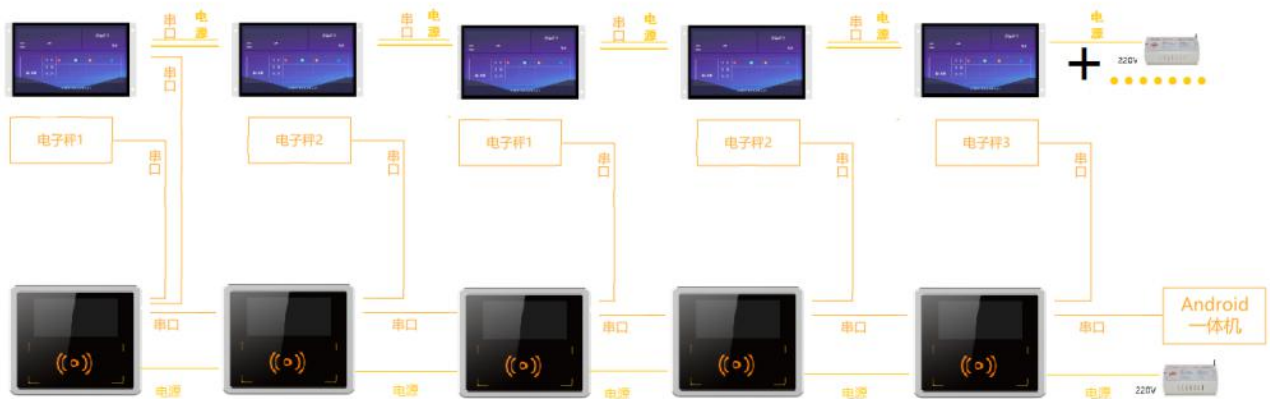 串口 电源 串口 电源 串口 电源 串口 电源 电源
220V
串口
电子秤1 电子秤2 电子秤1 电子秤2 电子秤3
串口 串口 串口 串口 串口
Android
一体机
串口 串口 串口 串口 串口
电源 电源 电源 电源 电源
220V